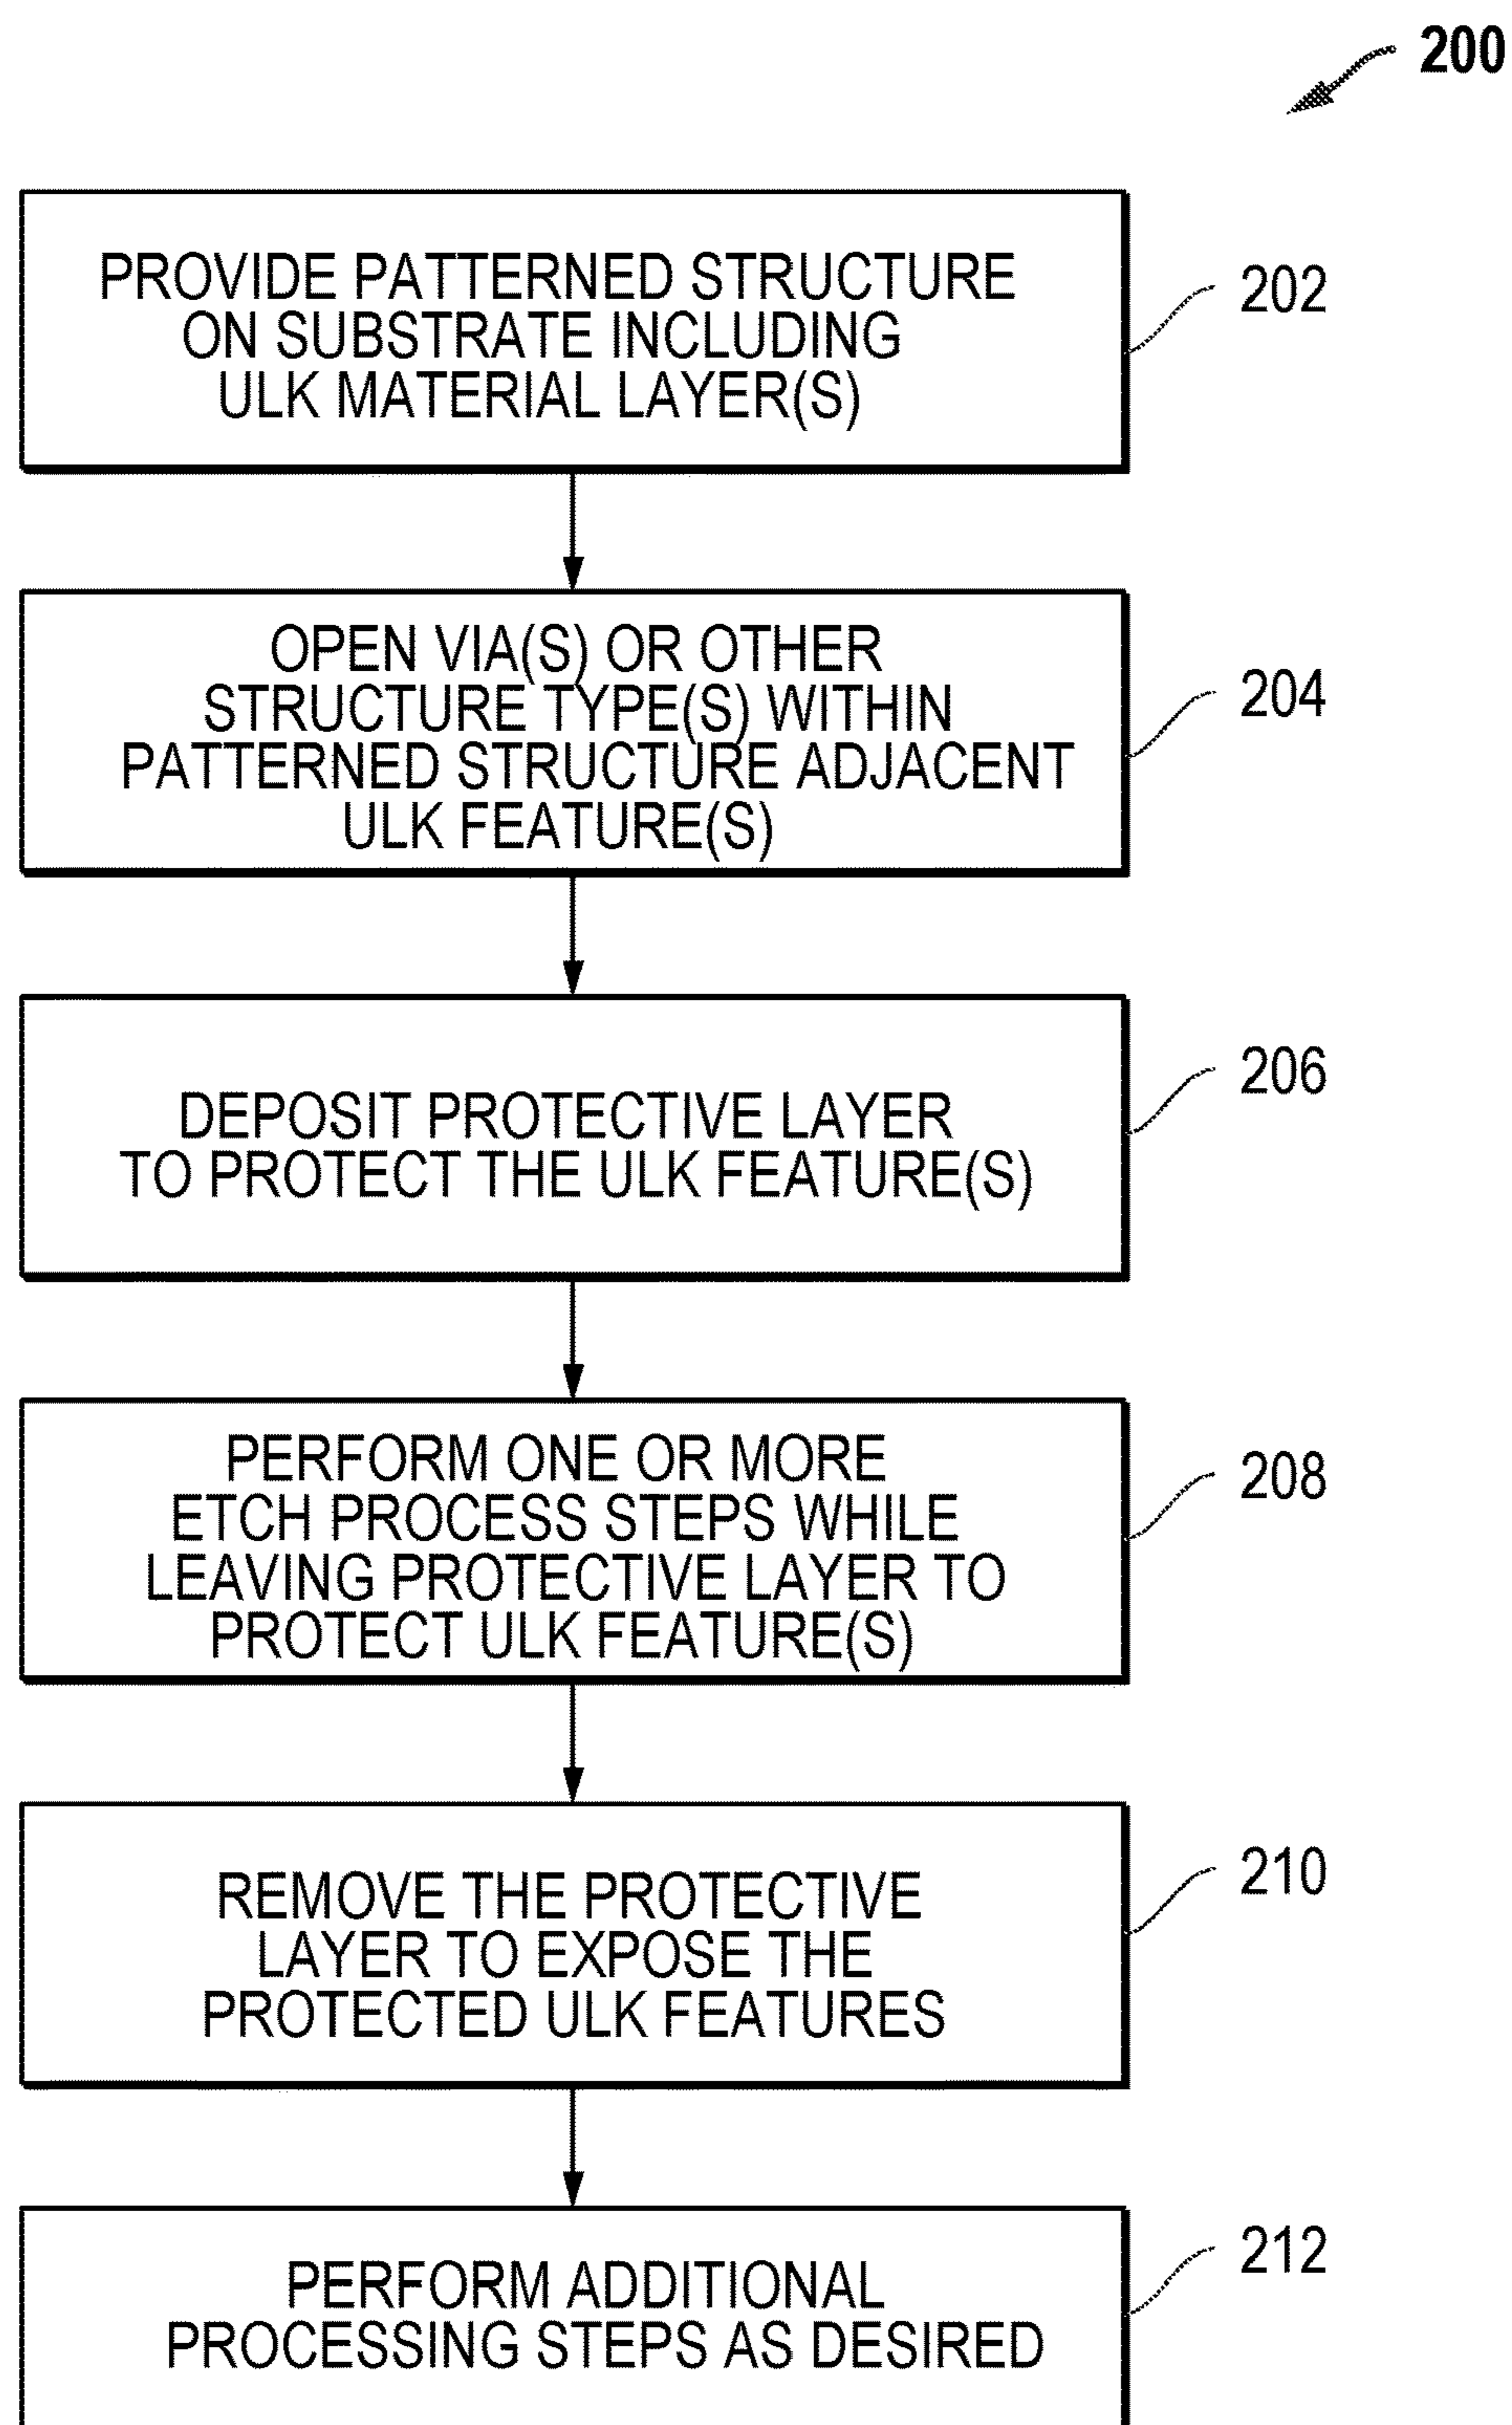 200
PROVIDE PATTERNED STRUCTURE
ON SUBSTRATE INCLUDING
ULK MATERIAL LAYER(S)
202
OPEN VIA(S) OR OTHER
STRUCTURE TYPE(S) WITHIN
PATTERNED STRUCTURE ADJACENT
ULK FEATURE(S)
204
DEPOSIT PROTECTIVE LAYER
TO PROTECT THE ULK FEATURE(S)
206
PERFORM ONE OR MORE
ETCH PROCESS STEPS WHILE
LEAVING PROTECTIVE LAYER TO
PROTECT ULK FEATURE(S)
208
REMOVE THE PROTECTIVE
LAYER TO EXPOSE THE
PROTECTED ULK FEATURES
210
PERFORM ADDITIONAL
PROCESSING STEPS AS DESIRED
212